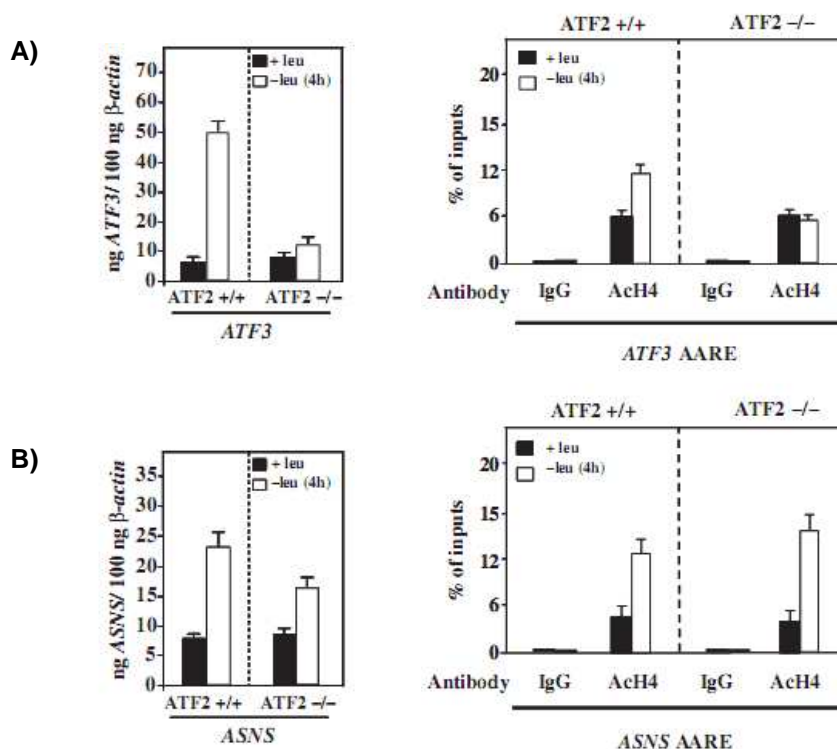 A)
ng ATF3/ 100 ng β-actin
70
60
50
40
30
20
10
0
+ leu
−leu (4h)
ATF2 +/+ ATF2 −/−
ATF3
ATF2 +/+ ATF2 −/−
% of inputs
20
15
12
6
0
+ leu
−leu (4h)
Antibody IgG AcH4 IgG AcH4
ATF3 AARE
B)
ng ASNS/ 100 ng β-actin
35
30
25
20
15
10
5
0
+ leu
−leu (4h)
ATF2 +/+ ATF2 −/−
ASNS
ATF2 +/+ ATF2 −/−
% of inputs
20
15
12
6
0
+ leu
−leu (4h)
Antibody IgG AcH4 IgG AcH4
ASNS AARE